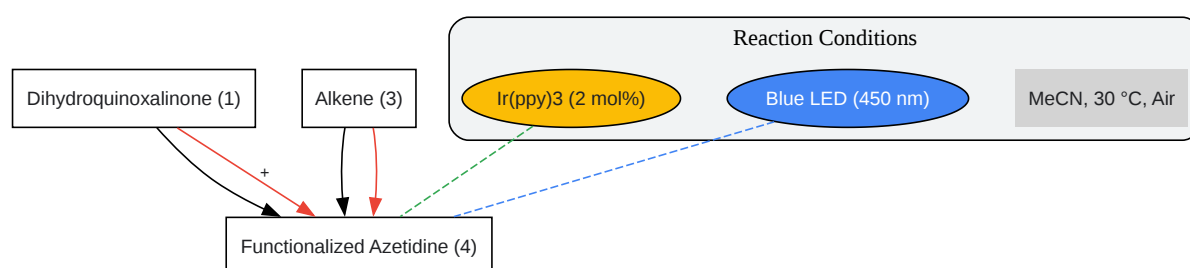 Reaction Conditions
Dihydroquinoxalinone (1)
Alkene (3)
Ir(ppy)3 (2 mol%)
Blue LED (450 nm)
MeCN, 30 °C, Air
+
Functionalized Azetidine (4)